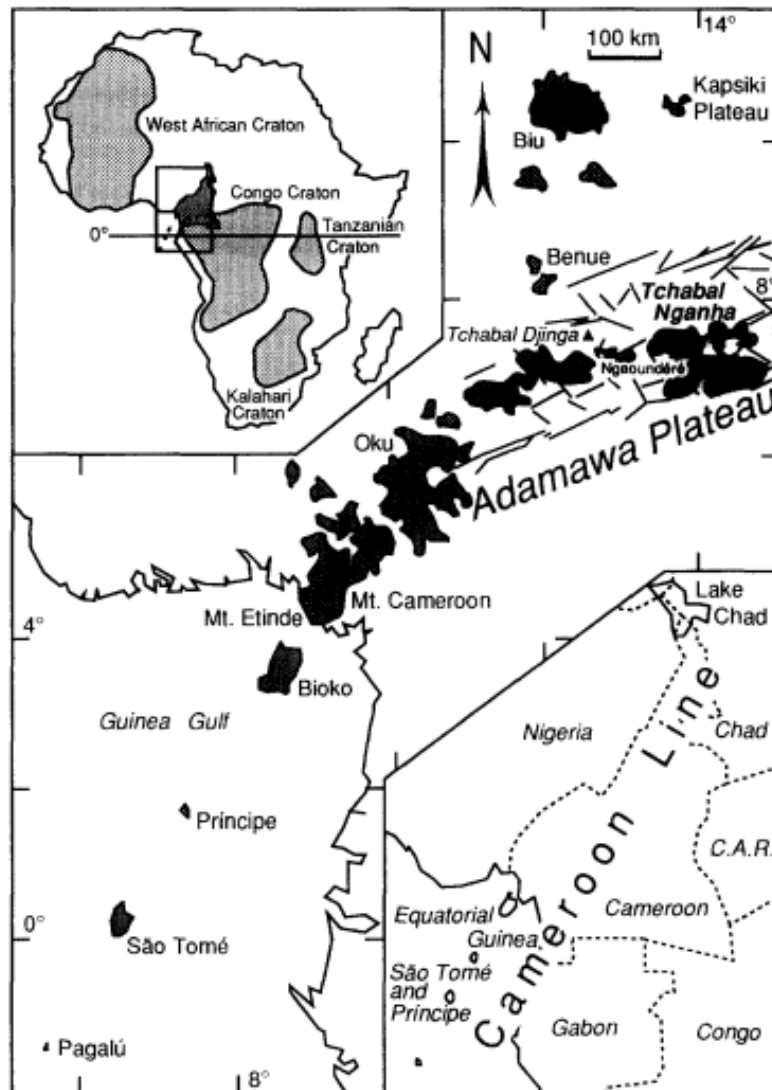 West African Craton
Congo Craton
0°
Tanzanian
Craton
Kalahari
Craton
N
100 km
14°
Kapsiki
Plateau
Biu
Benue
8°
Tchabal
Nganha
Tchabal Djinga
Ngaoundéré
Oku
Adamawa Plateau
Mt. Etinde
Mt. Cameroon
4°
Bioko
Guinea Gulf
Príncipe
0°
São Tomé
Pagalú
8°
Lake
Chad
Nigeria
Chad
Cameroon Line
C.A.R.
Cameroon
Equatorial
Guinea
São Tomé
and
Príncipe
Gabon
Congo